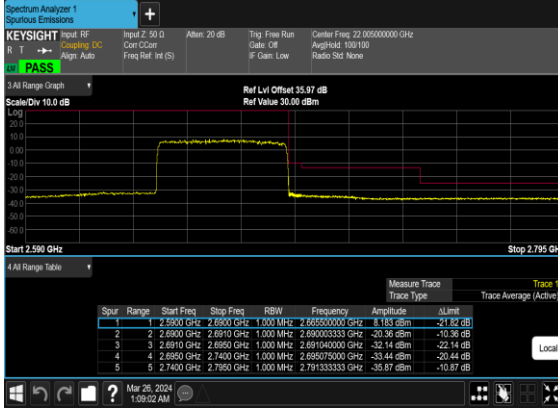 Spectrum Analyzer 1
Spurious Emissions
+
KEYSIGHT Input: RF Input Z: 50 Ω Atten: 20 dB Trig: Free Run Center Freq: 22.005000000 GHz
R T Coupling: DC Corr CCorr Gate: Off Avg|Hold: 100/100
Align: Auto Freq Ref: Int (S) IF Gain: Low Radio Std: None
PASS
3 All Range Graph
Ref Lvl Offset 35.97 dB
Scale/Div 10.0 dB Ref Value 30.00 dBm
Log
20.0
10.0
0.00
-10.0
-20.0
-30.0
-40.0
-50.0
-60.0
Start 2.590 GHz Stop 2.795 GH
4 All Range Table
Measure Trace Trace 1
Trace Type Trace Average (Active)
Spur Range Start Freq Stop Freq RBW Frequency Amplitude ΔLimit
1 1 2.5900 GHz 2.6900 GHz 1.000 MHz 2.665500000 GHz 8.183 dBm -21.82 dB
2 2 2.6900 GHz 2.6910 GHz 1.000 MHz 2.690003333 GHz -20.36 dBm -10.36 dB
3 3 2.6910 GHz 2.6950 GHz 1.000 MHz 2.691040000 GHz -32.14 dBm -22.14 dB
4 4 2.6950 GHz 2.7400 GHz 1.000 MHz 2.695075000 GHz -33.44 dBm -20.44 dB
5 5 2.7400 GHz 2.7950 GHz 1.000 MHz 2.791333333 GHz -35.87 dBm -10.87 dB
Local
?
Mar 26, 2024
1:09:02 AM